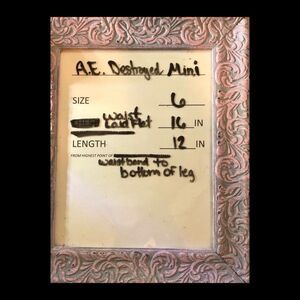 A.E. Destroyed Mini
SIZE 6
waist
Laid Flat 16 IN
LENGTH 12 IN
FROM HIGHEST POINT OF
waistband to
bottom of leg